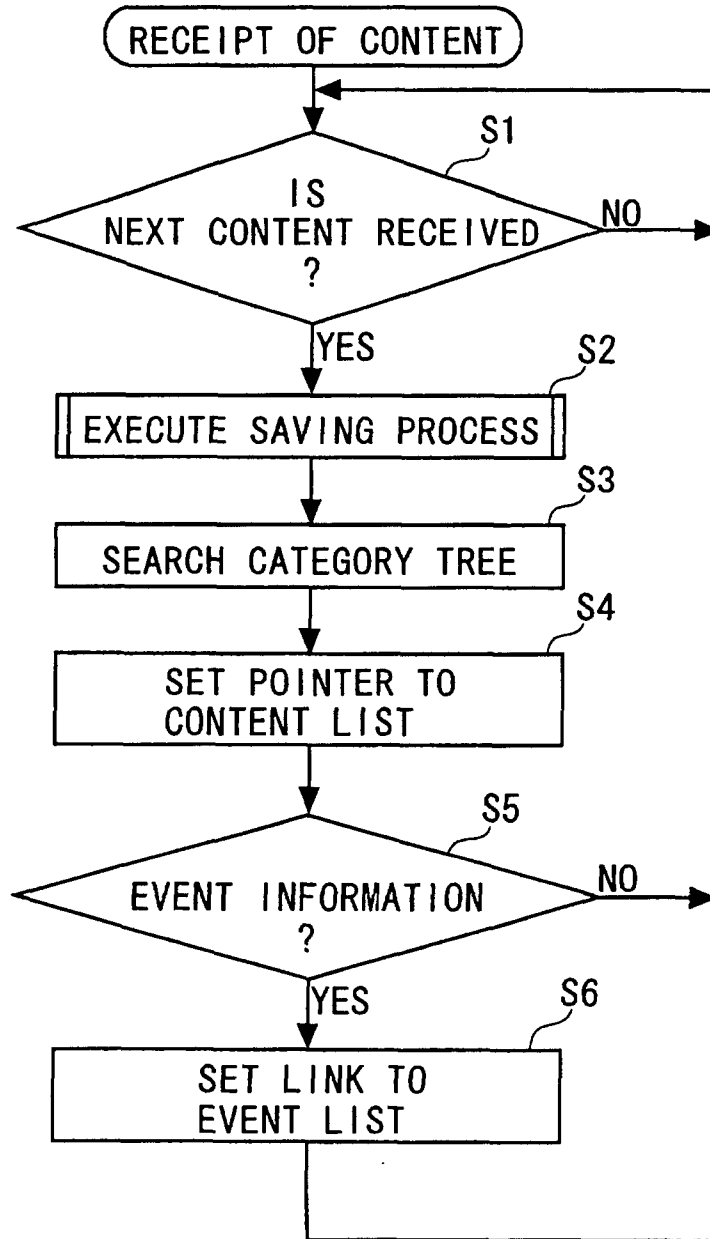 RECEIPT OF CONTENT
S1
IS
NEXT CONTENT RECEIVED
?
NO
YES
S2
EXECUTE SAVING PROCESS
S3
SEARCH CATEGORY TREE
S4
SET POINTER TO
CONTENT LIST
S5
EVENT INFORMATION
?
NO
YES
S6
SET LINK TO
EVENT LIST